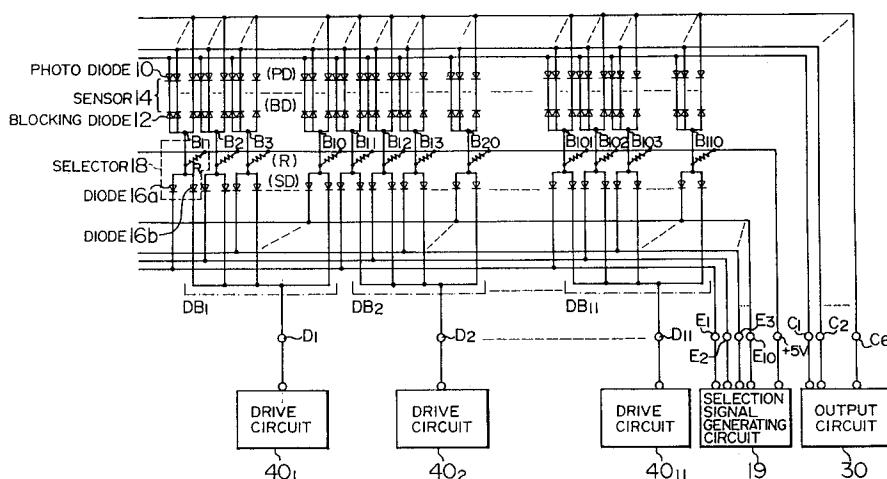 PHOTO DIODE 10
(PD)
SENSOR 14
(BD)
BLOCKING DIODE 12
B1 B2 B3 B10 B11 B12 B13 B20 B101 B102 B103 B110
SELECTOR 18
R (R)
(SD)
DIODE 16a
DIODE 16b
DB1 DB2 DB11
D1 D2 D11
E1 E3 C1 C2 C6
E2 E10 +5V
DRIVE CIRCUIT
DRIVE CIRCUIT
DRIVE CIRCUIT
SELECTION SIGNAL GENERATING CIRCUIT
OUTPUT CIRCUIT
401 402 4011 19 30